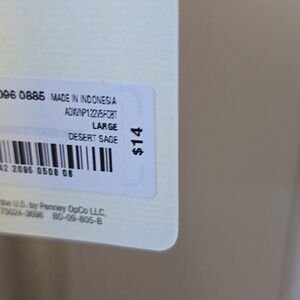 096 0885 MADE IN INDONESIA
LARGE
DESERT SAGE
$14
42 2096 0508 08
the U.S. by Penney OpCo LLC,
75024-3698 BD-09-805-B